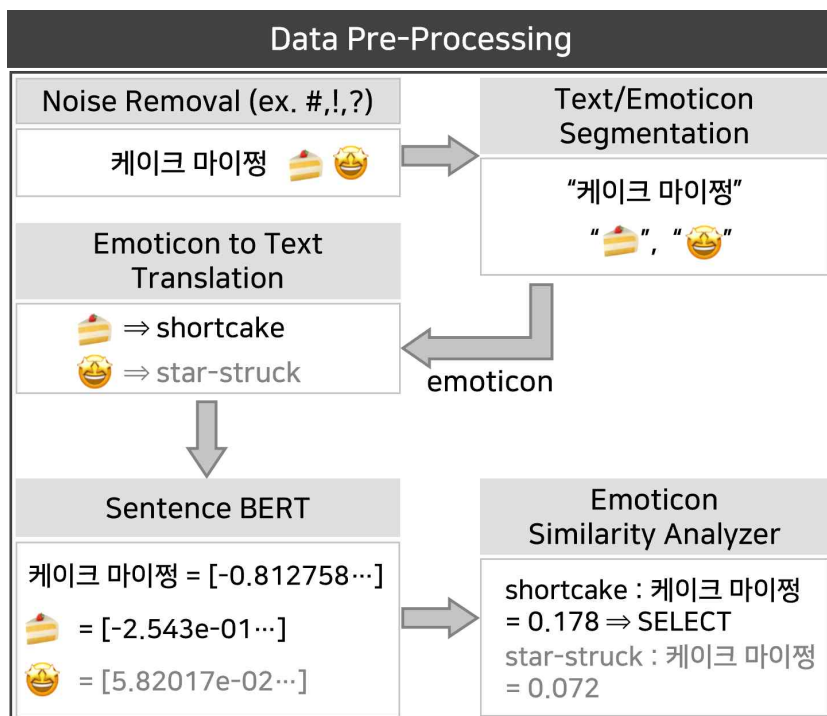 Data Pre-Processing
Noise Removal (ex. #,!,?)
케이크 마이쩡 🍰 🤩
Text/Emoticon
Segmentation
“케이크 마이쩡”
“🍰”, “🤩”
Emoticon to Text
Translation
🍰 ⇒ shortcake
🤩 ⇒ star-struck
emoticon
Sentence BERT
케이크 마이쩡 = [-0.812758⋯]
🍰 = [-2.543e-01⋯]
🤩 = [5.82017e-02⋯]
Emoticon
Similarity Analyzer
shortcake : 케이크 마이쩡
= 0.178 ⇒ SELECT
star-struck : 케이크 마이쩡
= 0.072